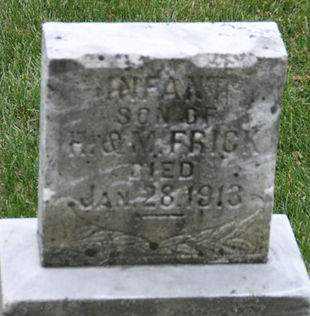 INFANT
SON OF
H. & M. FRICK
DIED
JAN. 28, 1913